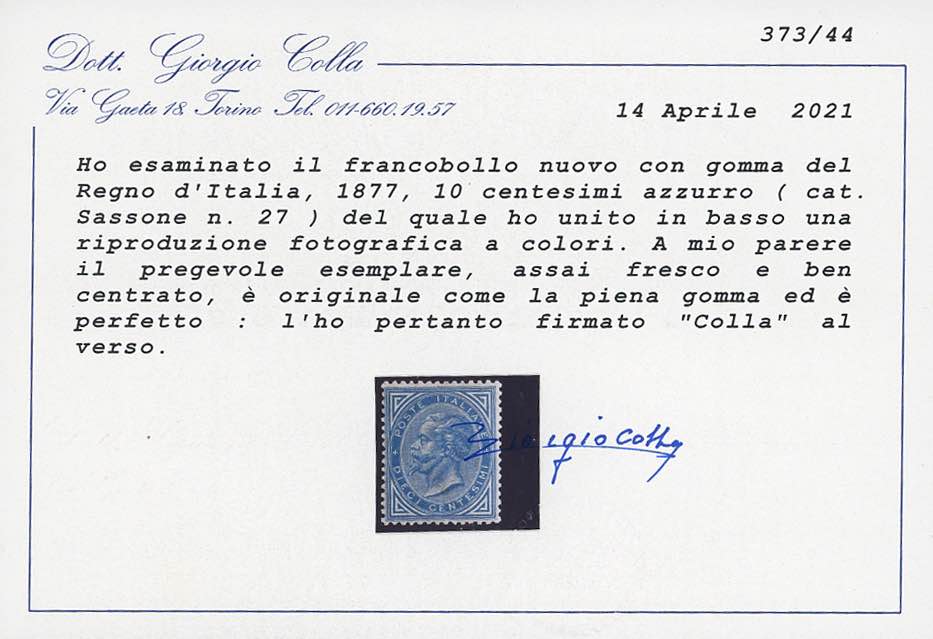 373/44
Dott. Giorgio Colla
Via Gaeta 18 Torino Tel. 011-660.19.57
14 Aprile 2021
Ho esaminato il francobollo nuovo con gomma del
Regno d'Italia, 1877, 10 centesimi azzurro ( cat.
Sassone n. 27 ) del quale ho unito in basso una
riproduzione fotografica a colori. A mio parere
il pregevole esemplare, assai fresco e ben
centrato, è originale come la piena gomma ed è
perfetto : l'ho pertanto firmato "Colla" al
verso.
POSTE ITALIANE
DIECI CENTESIMI
Giorgio Colla